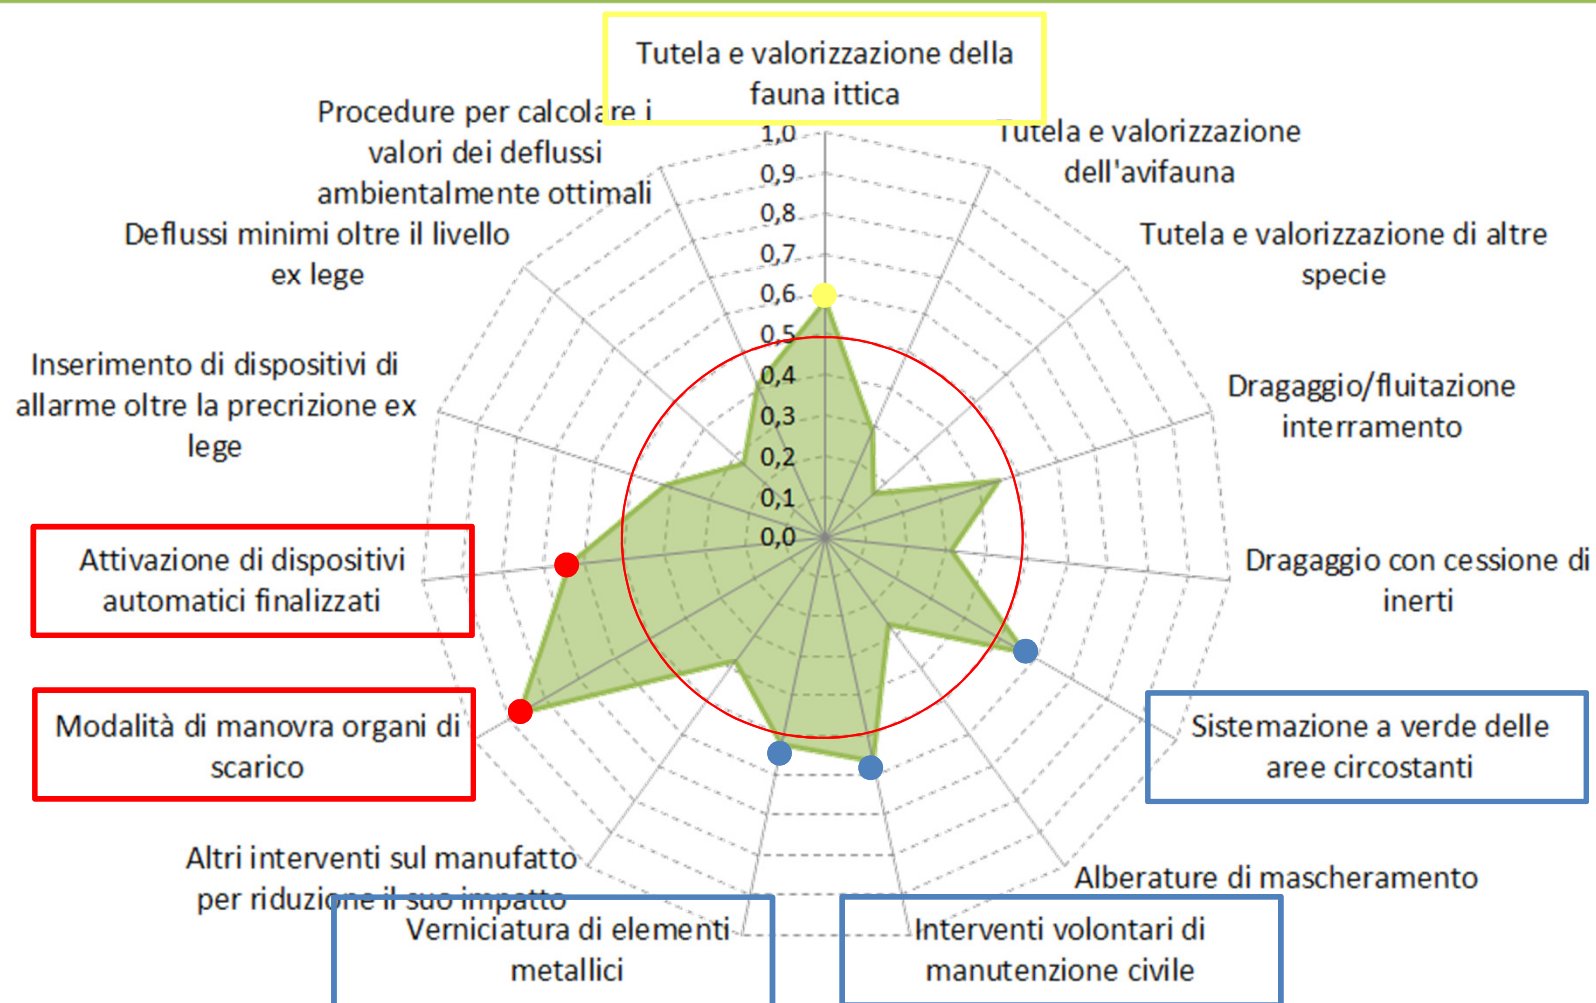 Tutela e valorizzazione della
fauna ittica
Procedure per calcolare i
valori dei deflussi
ambientalmente ottimali
Tutela e valorizzazione
dell'avifauna
Deflussi minimi oltre il livello
ex lege
Tutela e valorizzazione di altre
specie
Inserimento di dispositivi di
allarme oltre la precrizione ex
lege
Dragaggio/fluitazione
interramento
1,0
0,9
0,8
0,7
0,6
0,5
0,4
0,3
0,2
0,1
0,0
Attivazione di dispositivi
automatici finalizzati
Dragaggio con cessione di
inerti
Modalità di manovra organi di
scarico
Sistemazione a verde delle
aree circostanti
Altri interventi sul manufatto
per riduzione il suo impatto
Alberature di mascheramento
Verniciatura di elementi
metallici
Interventi volontari di
manutenzione civile